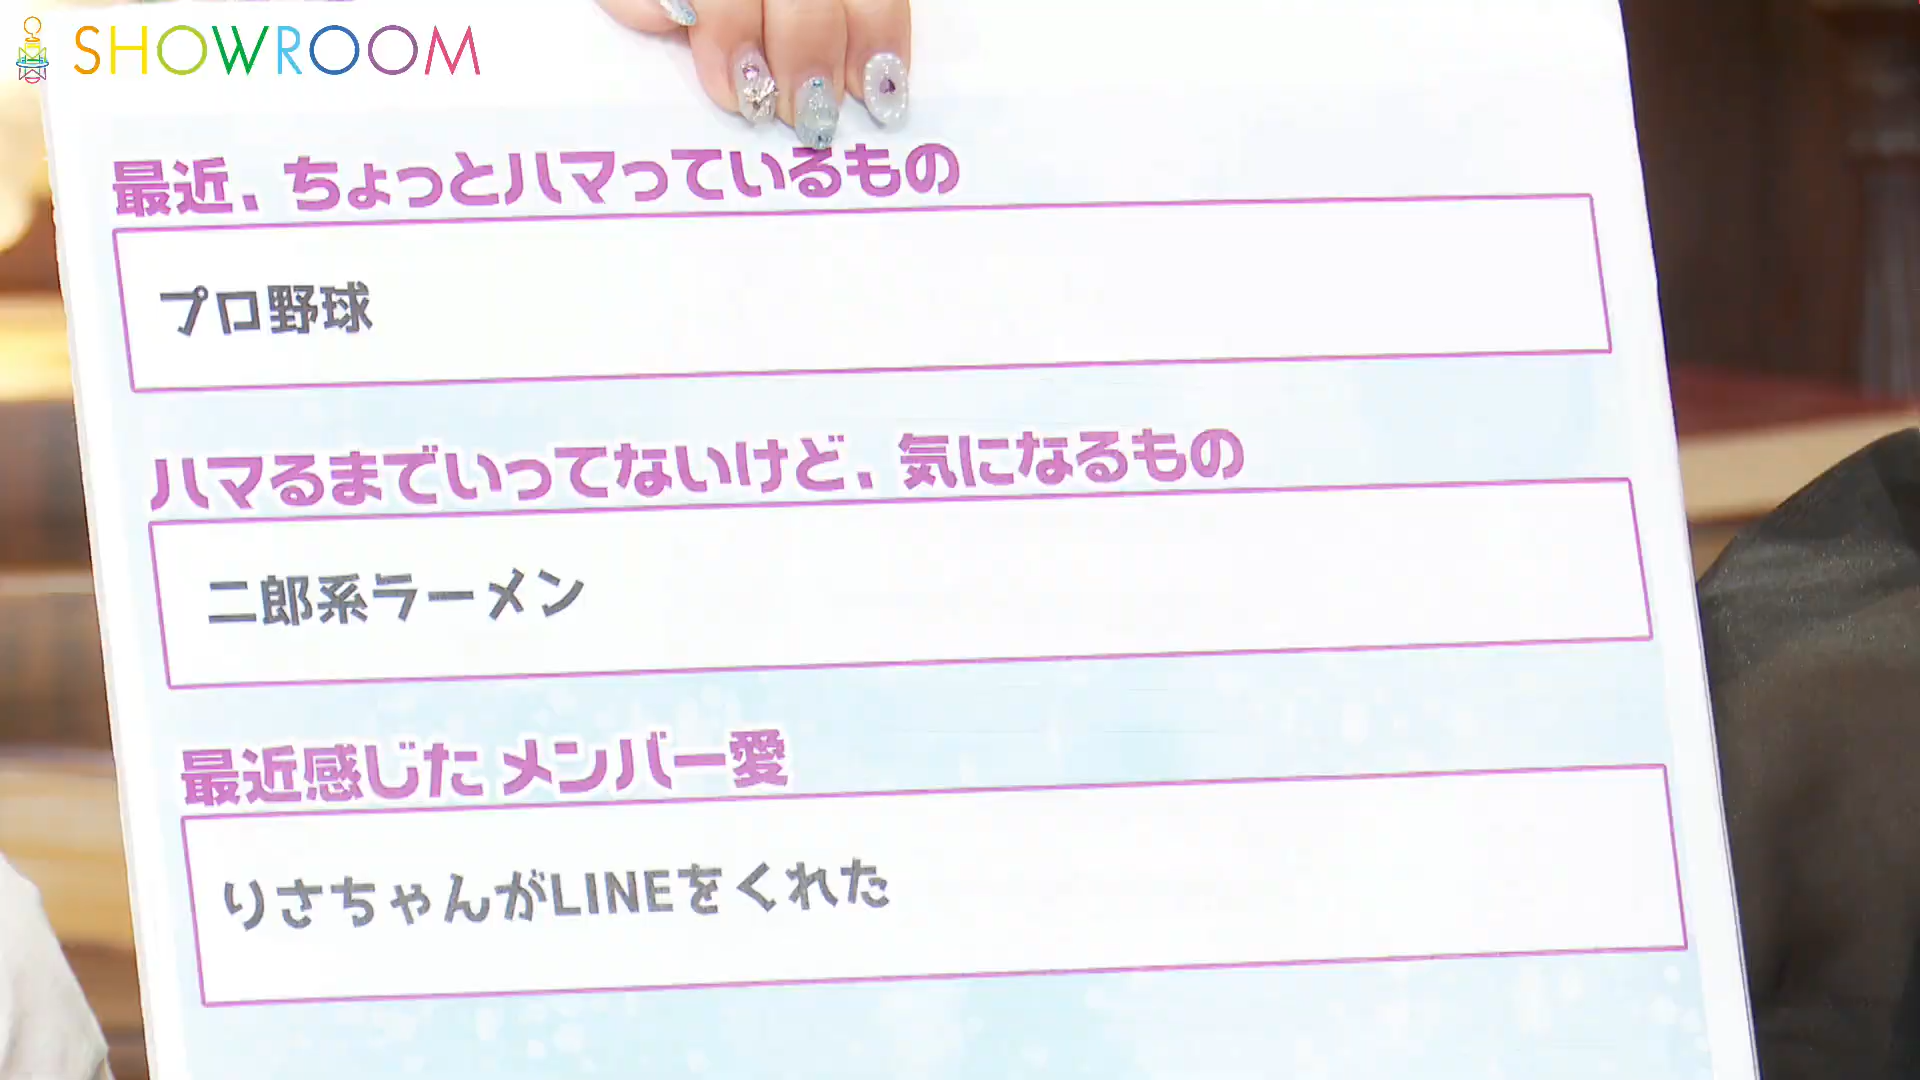 SHOWROOM
最近、ちょっとハマっているもの
プロ野球
ハマるまでいってないけど、気になるもの
二郎系ラーメン
最近感じた メンバー愛
りさちゃんがLINEをくれた